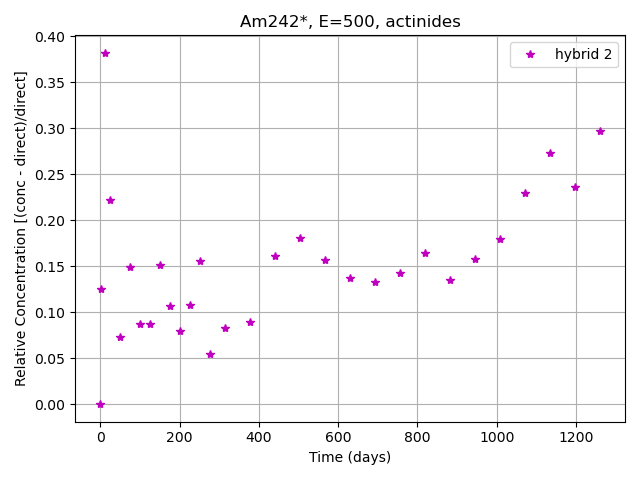 Am242*, E=500, actinides
hybrid 2
Relative Concentration [(conc - direct)/direct]
0.40
0.35
0.30
0.25
0.20
0.15
0.10
0.05
0.00
0 200 400 600 800 1000 1200
Time (days)